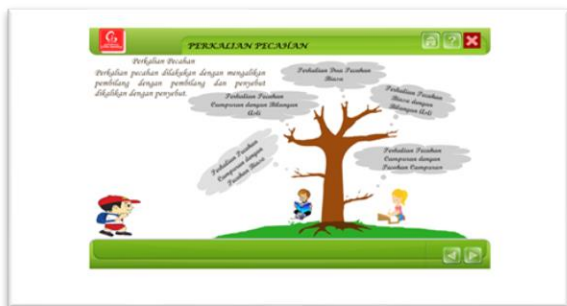 PERKALIAN PECAHAN
Perkalian Pecahan
Perkalian pecahan dilakukan dengan mengalikan
pembilang dengan pembilang dan penyebut
dikalikan dengan penyebut.
Perkalian Dua Pecahan
Biasa
Perkalian Pecahan
Campuran dengan Bilangan
Asli
Perkalian Pecahan
Biasa dengan
Bilangan Asli
Perkalian Pecahan
Campuran dengan
Pecahan Biasa
Perkalian Pecahan
Campuran dengan
Pecahan Campuran
?